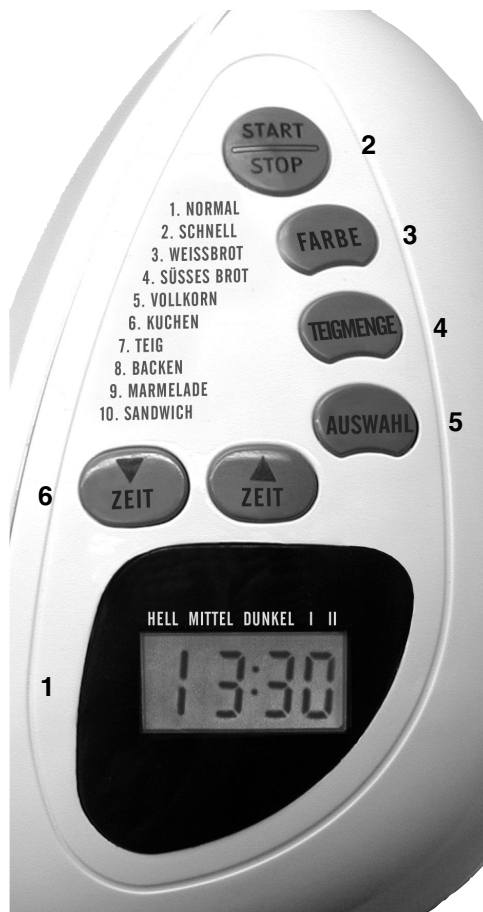 START
STOP
2
1. NORMAL
2. SCHNELL
3. WEISSBROT
4. SÜSSES BROT
5. VOLLKORN
6. KUCHEN
7. TEIG
8. BACKEN
9. MARMELADE
10. SANDWICH
FARBE
3
TEIGMENGE
4
AUSWAHL
5
6
ZEIT
ZEIT
HELL MITTEL DUNKEL I II
1
1 3:30